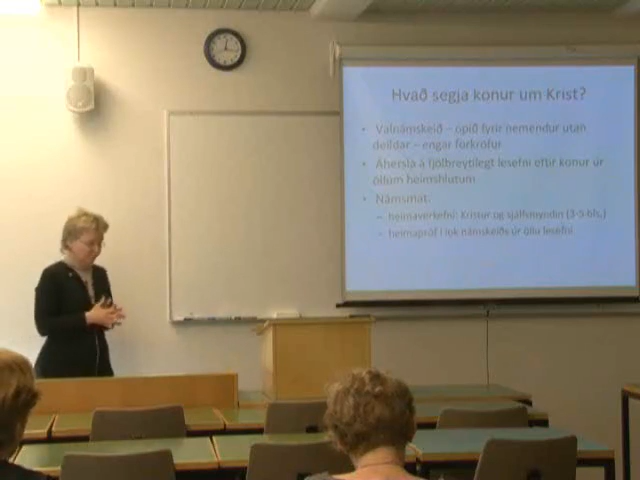 Hvað segja konur um Krist?
• Valnámskeið – opið fyrir nemendur utan
deildar – engar forkröfur
• Áhersla á fjölbreytilegt lesefni eftir konur úr
öllum heimshlutum
• Námsmat:
– heimaverkefni: Kristur og sjálfsmyndin (3-5 bls.)
– heimapróf í lok námskeiðs úr öllu lesefni